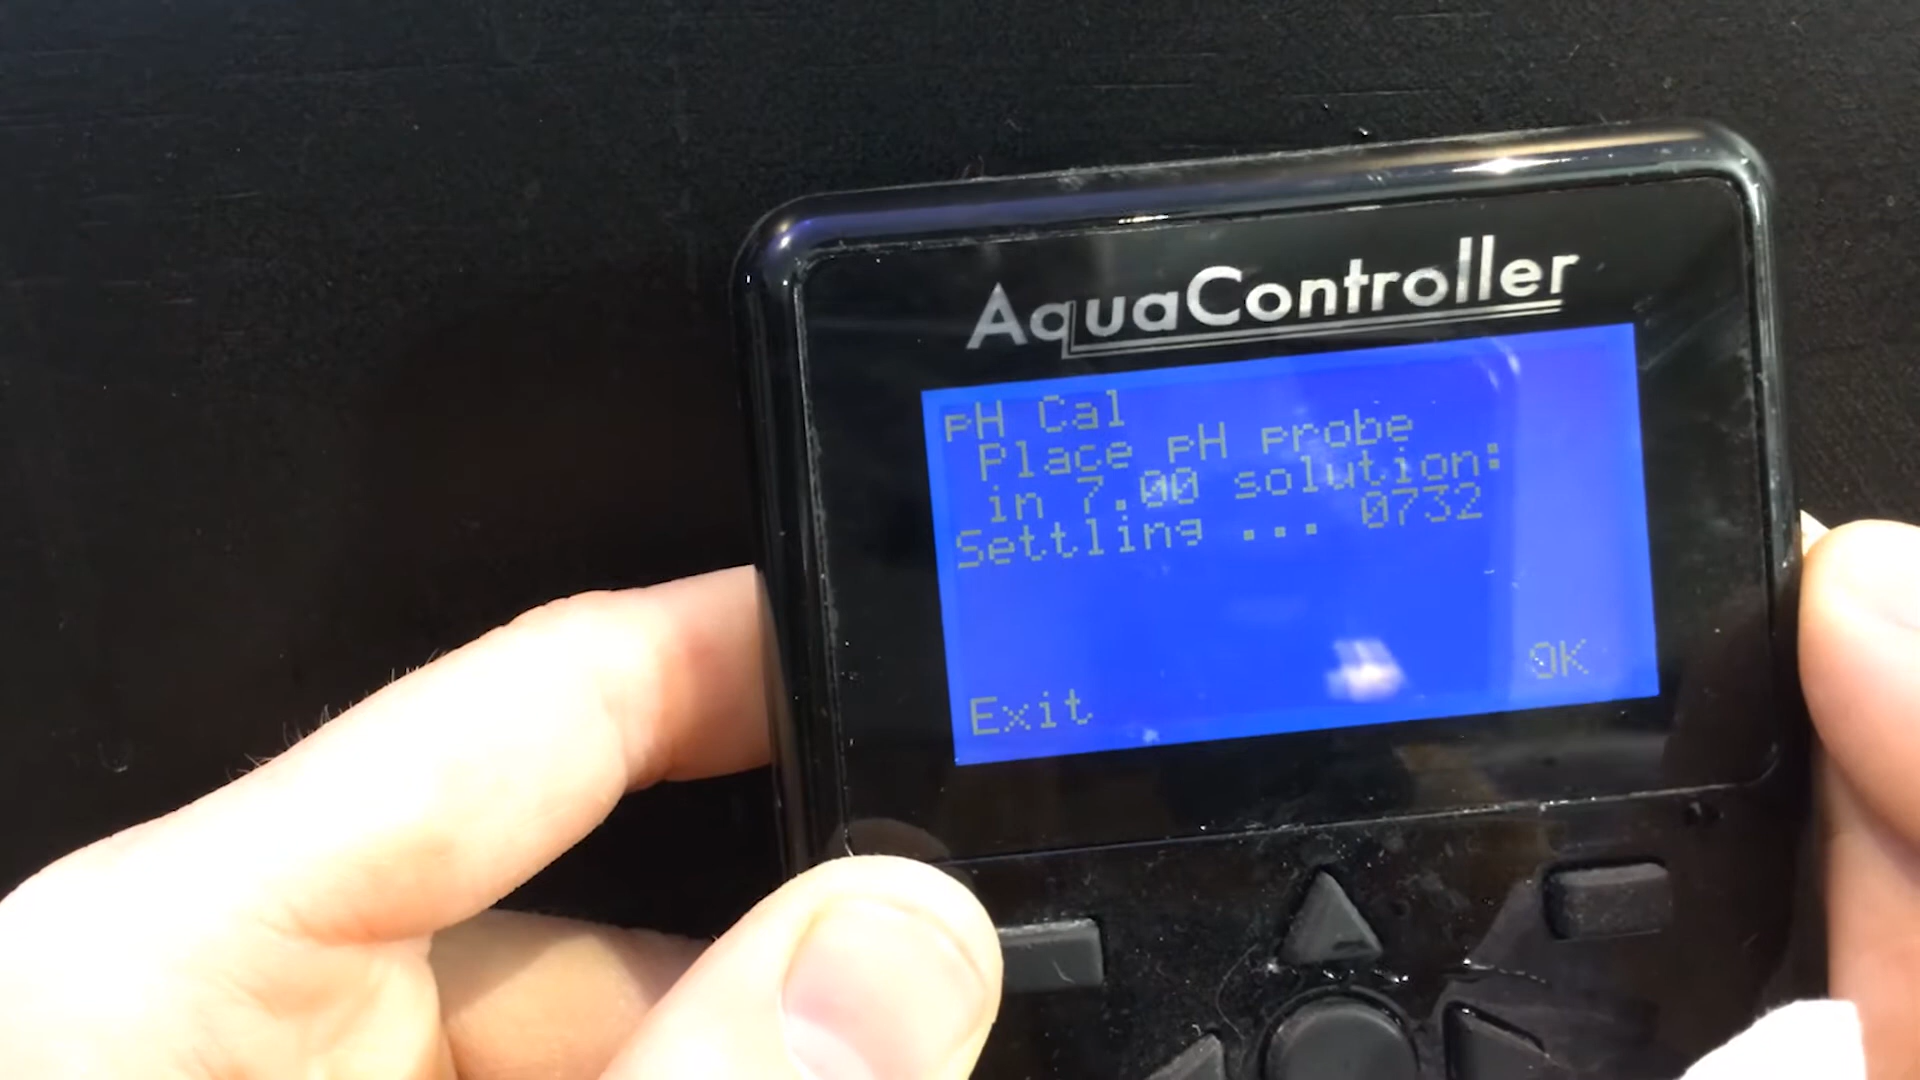 AquaController
pH Cal
Place pH probe
in 7.00 solution:
Settling ... 0732
Exit OK